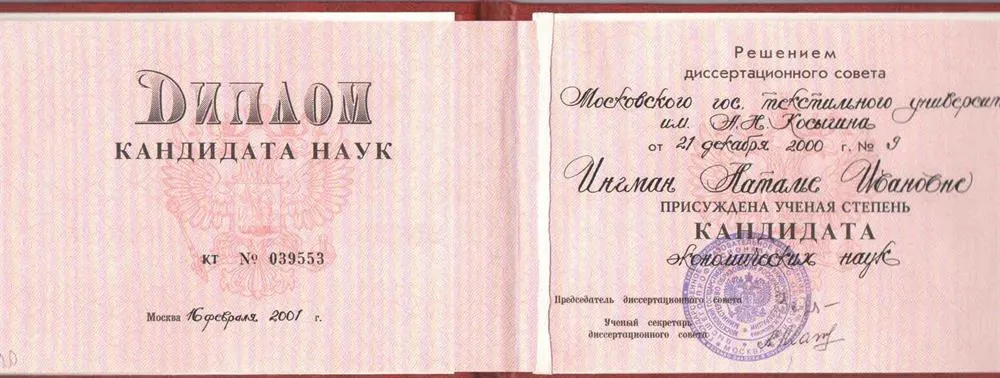 ДИПЛОМ
КАНДИДАТА НАУК
КТ № 039553
Москва 16 февраля 2001 г.
Решением
диссертационного совета
Московского гос. текстильного университ
им. А.Н. Косыгина
от 21 декабря 2000 г. № 9
Ингман Наталье Ивановне
ПРИСУЖДЕНА УЧЕНАЯ СТЕПЕНЬ
КАНДИДАТА
экономических наук
Председатель диссертационного совета
Ученый секретарь
диссертационного совета
МОСКВА